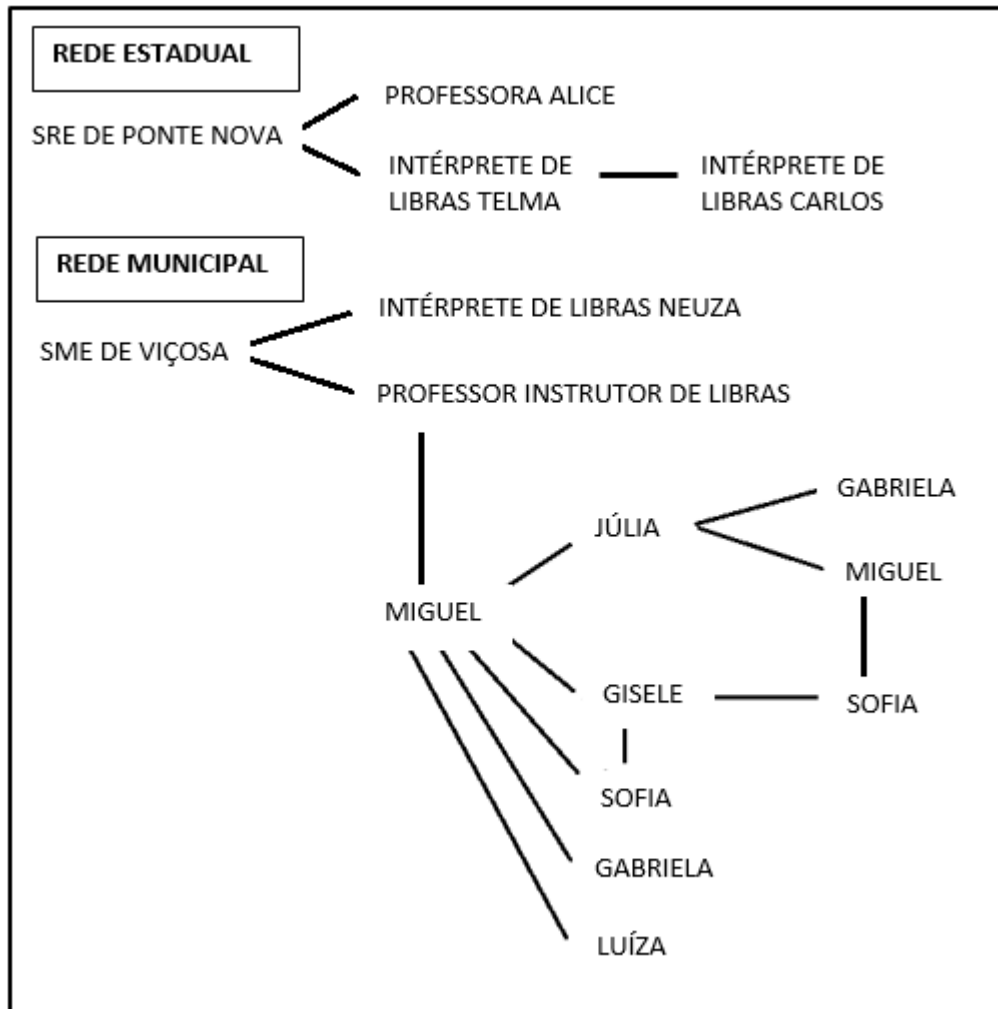 REDE ESTADUAL
PROFESSORA ALICE
SRE DE PONTE NOVA
INTÉRPRETE DE
LIBRAS TELMA
INTÉRPRETE DE
LIBRAS CARLOS
REDE MUNICIPAL
INTÉRPRETE DE LIBRAS NEUZA
SME DE VIÇOSA
PROFESSOR INSTRUTOR DE LIBRAS
GABRIELA
JÚLIA
MIGUEL
MIGUEL
GISELE
SOFIA
SOFIA
GABRIELA
LUÍZA